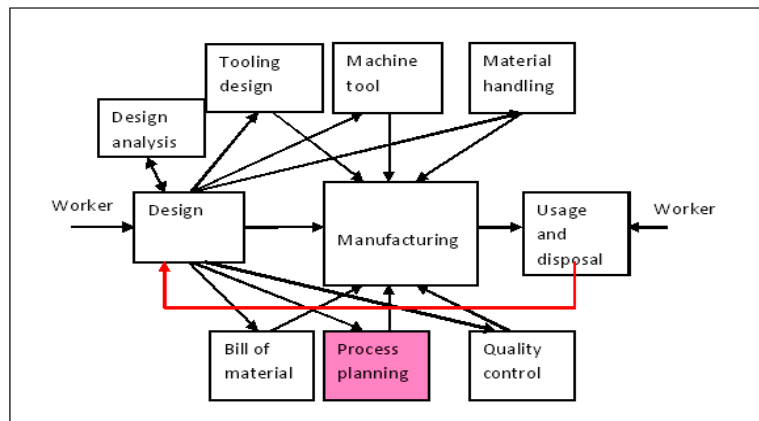 Tooling
design
Machine
tool
Material
handling
Design
analysis
Worker
Design
Manufacturing
Usage
and
disposal
Worker
Bill of
material
Process
planning
Quality
control